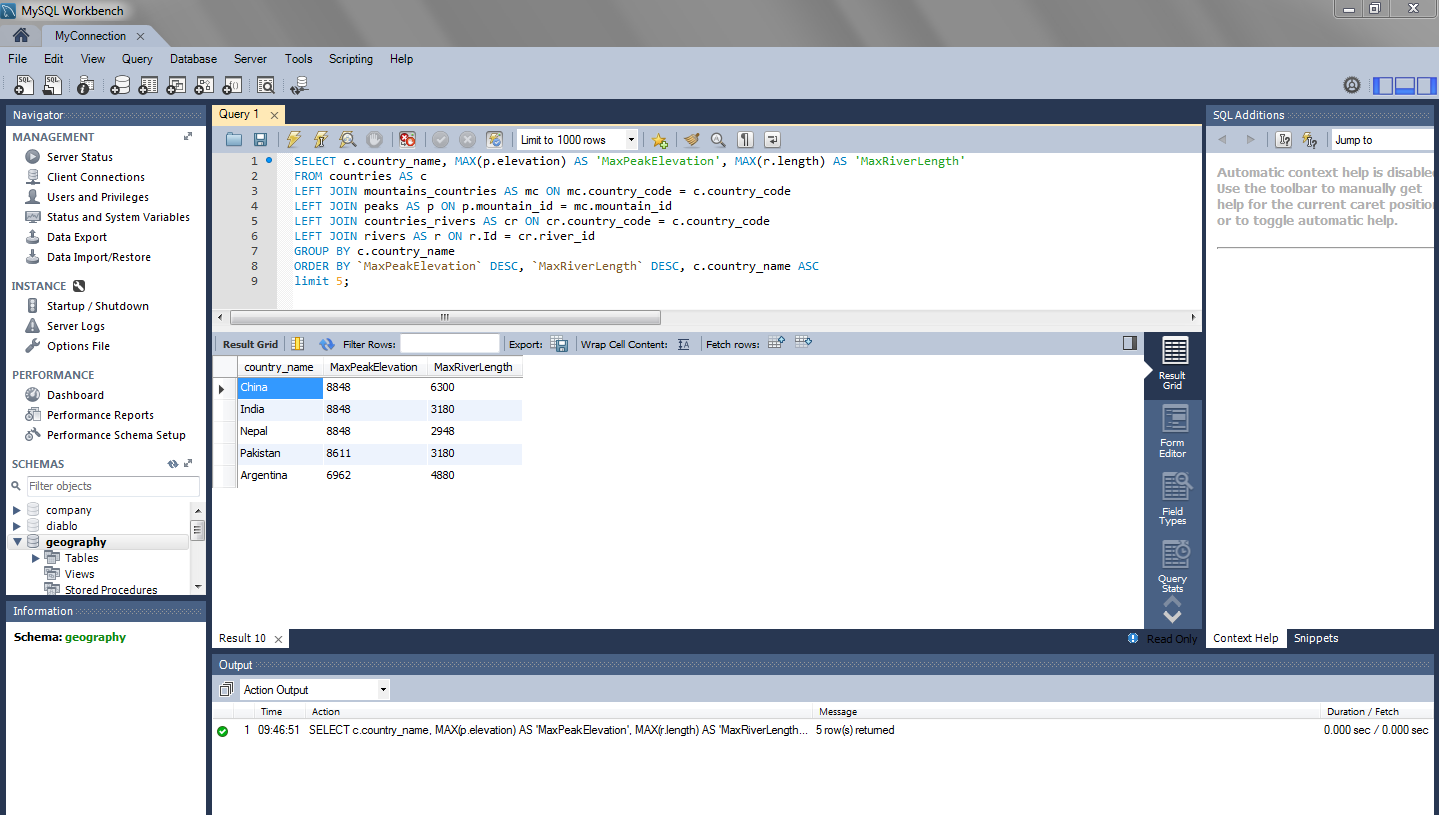 MySQL Workbench
MyConnection
File Edit View Query Database Server Tools Scripting Help
Navigator
MANAGEMENT
Server Status
Client Connections
Users and Privileges
Status and System Variables
Data Export
Data Import/Restore
INSTANCE
Startup / Shutdown
Server Logs
Options File
PERFORMANCE
Dashboard
Performance Reports
Performance Schema Setup
SCHEMAS
Filter objects
company
diablo
geography
Tables
Views
Stored Procedures
Information
Schema: geography
Query 1
Limit to 1000 rows
1 SELECT c.country_name, MAX(p.elevation) AS 'MaxPeakElevation', MAX(r.length) AS 'MaxRiverLength'
2 FROM countries AS c
3 LEFT JOIN mountains_countries AS mc ON mc.country_code = c.country_code
4 LEFT JOIN peaks AS p ON p.mountain_id = mc.mountain_id
5 LEFT JOIN countries_rivers AS cr ON cr.country_code = c.country_code
6 LEFT JOIN rivers AS r ON r.Id = cr.river_id
7 GROUP BY c.country_name
8 ORDER BY `MaxPeakElevation` DESC, `MaxRiverLength` DESC, c.country_name ASC
9 limit 5;
Result Grid Filter Rows: Export: Wrap Cell Content: Fetch rows:
country_name MaxPeakElevation MaxRiverLength
China 8848 6300
India 8848 3180
Nepal 8848 2948
Pakistan 8611 3180
Argentina 6962 4880
Result
Grid
Form
Editor
Field
Types
Query
Stats
Result 10
Read Only
SQL Additions
Jump to
Automatic context help is disabled
Use the toolbar to manually get
help for the current caret position
or to toggle automatic help.
Context Help Snippets
Output
Action Output
Time Action Message Duration / Fetch
1 09:46:51 SELECT c.country_name, MAX(p.elevation) AS 'MaxPeakElevation', MAX(r.length) AS 'MaxRiverLength... 5 row(s) returned 0.000 sec / 0.000 sec